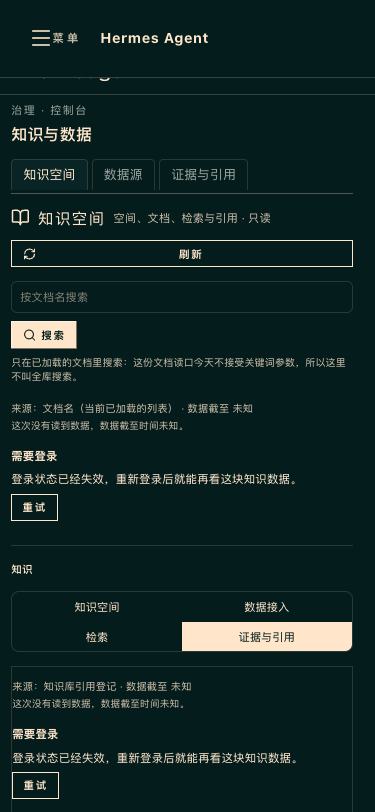 菜单
Hermes Agent
治理 · 控制台
知识与数据
知识空间
数据源
证据与引用
知识空间
空间、文档、检索与引用 · 只读
刷新
按文档名搜索
搜索
只在已加载的文档里搜索：这份文档读口今天不接受关键词参数，所以这里
不叫全库搜索。
来源：文档名（当前已加载的列表） · 数据截至 未知
这次没有读到数据，数据截至时间未知。
需要登录
登录状态已经失效，重新登录后就能再看这块知识数据。
重试
知识
知识空间
数据接入
检索
证据与引用
来源：知识库引用登记 · 数据截至 未知
这次没有读到数据，数据截至时间未知。
需要登录
登录状态已经失效，重新登录后就能再看这块知识数据。
重试